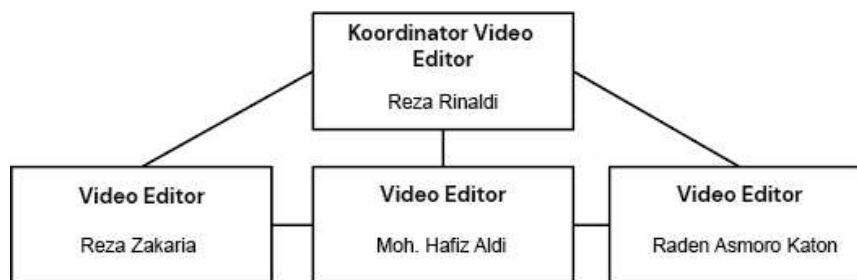 Koordinator Video
Editor
Reza Rinaldi
Video Editor
Reza Zakaria
Video Editor
Moh. Hafiz Aldi
Video Editor
Raden Asmoro Katon